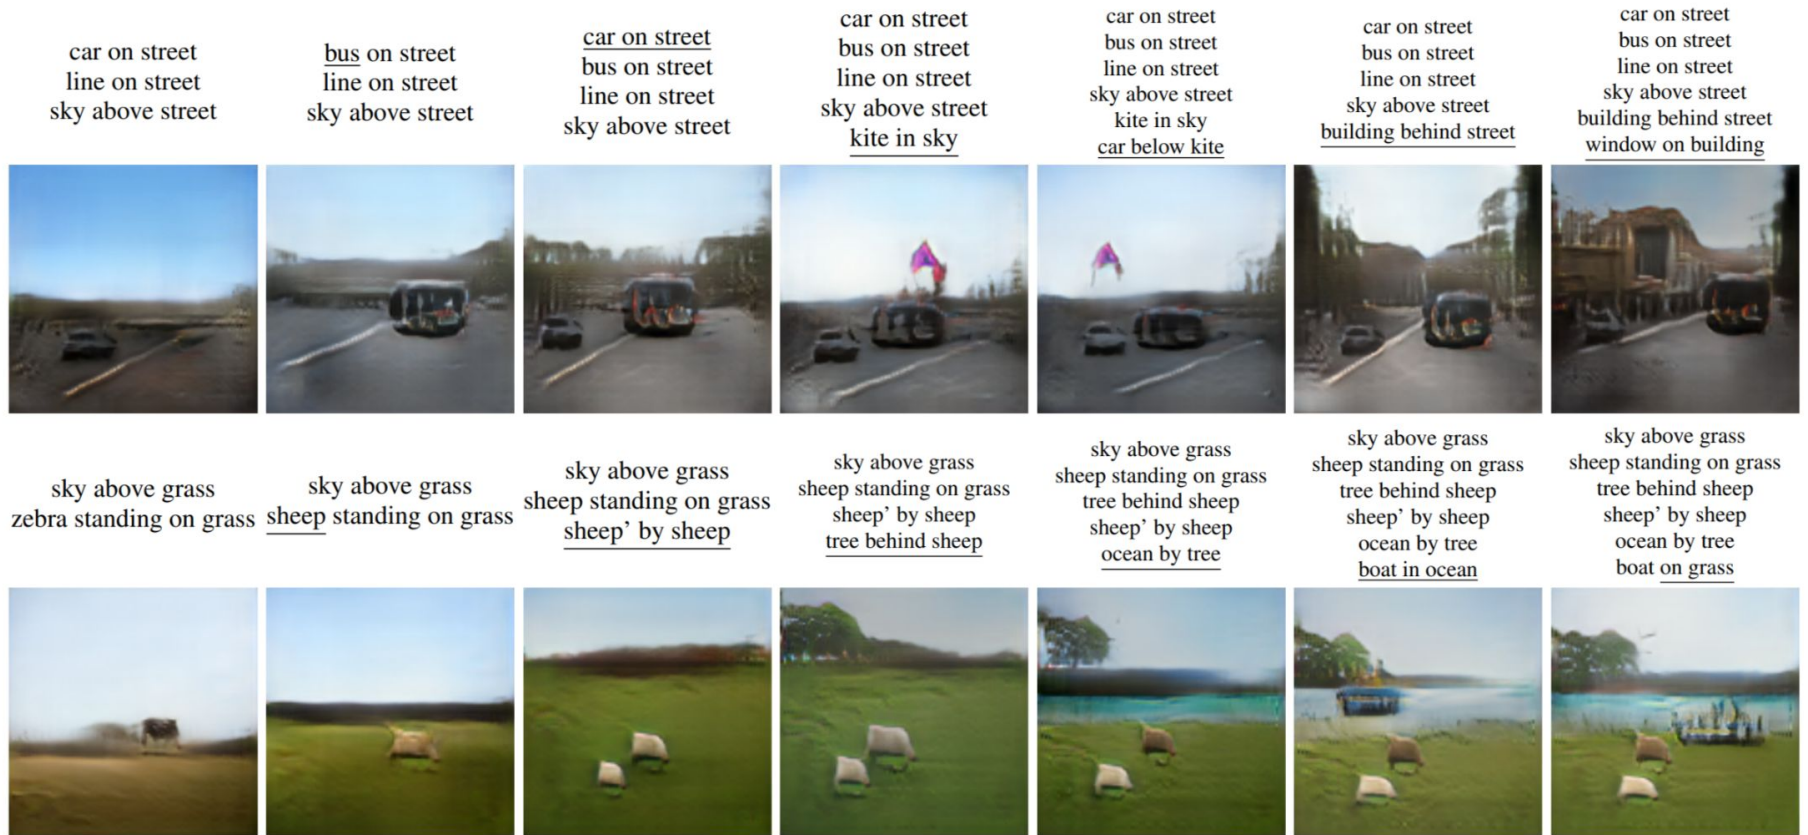 car on street
line on street
sky above street
bus on street
line on street
sky above street
car on street
bus on street
line on street
sky above street
car on street
bus on street
line on street
sky above street
kite in sky
car on street
bus on street
line on street
sky above street
kite in sky
car below kite
car on street
bus on street
line on street
sky above street
building behind street
car on street
bus on street
line on street
sky above street
building behind street
window on building
sky above grass
zebra standing on grass
sky above grass
sheep standing on grass
sky above grass
sheep standing on grass
sheep’ by sheep
sky above grass
sheep standing on grass
sheep’ by sheep
tree behind sheep
sky above grass
sheep standing on grass
tree behind sheep
sheep’ by sheep
ocean by tree
sky above grass
sheep standing on grass
tree behind sheep
sheep’ by sheep
ocean by tree
boat in ocean
sky above grass
sheep standing on grass
tree behind sheep
sheep’ by sheep
ocean by tree
boat on grass